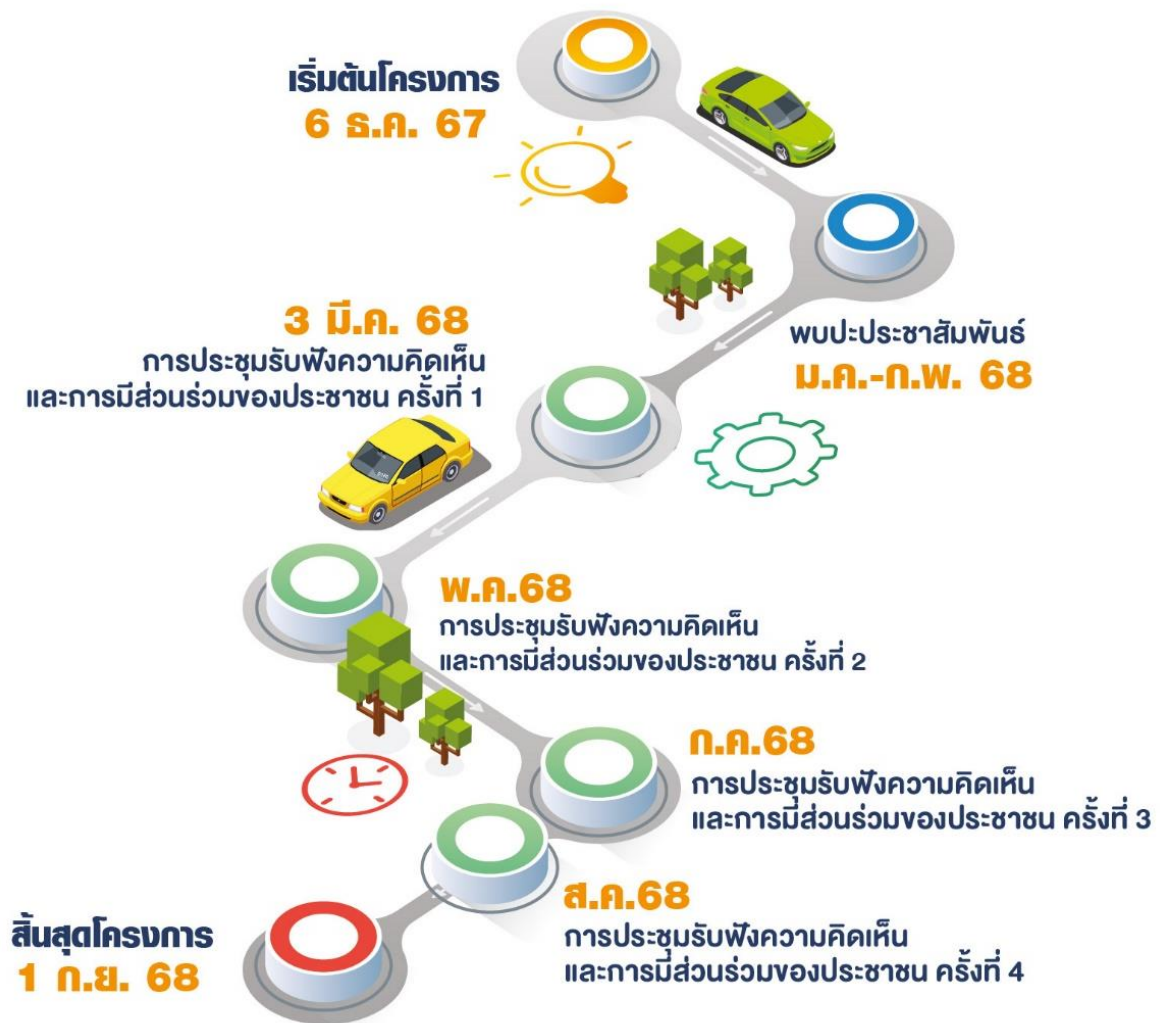 เริ่มต้นโครงการ
6 ธ.ค. 67
พบปะประชาสัมพันธ์
ม.ค.-ก.พ. 68
3 มี.ค. 68
การประชุมรับฟังความคิดเห็น
และการมีส่วนร่วมของประชาชน ครั้งที่ 1
พ.ค.68
การประชุมรับฟังความคิดเห็น
และการมีส่วนร่วมของประชาชน ครั้งที่ 2
ก.ค.68
การประชุมรับฟังความคิดเห็น
และการมีส่วนร่วมของประชาชน ครั้งที่ 3
ส.ค.68
การประชุมรับฟังความคิดเห็น
และการมีส่วนร่วมของประชาชน ครั้งที่ 4
สิ้นสุดโครงการ
1 ก.ย. 68